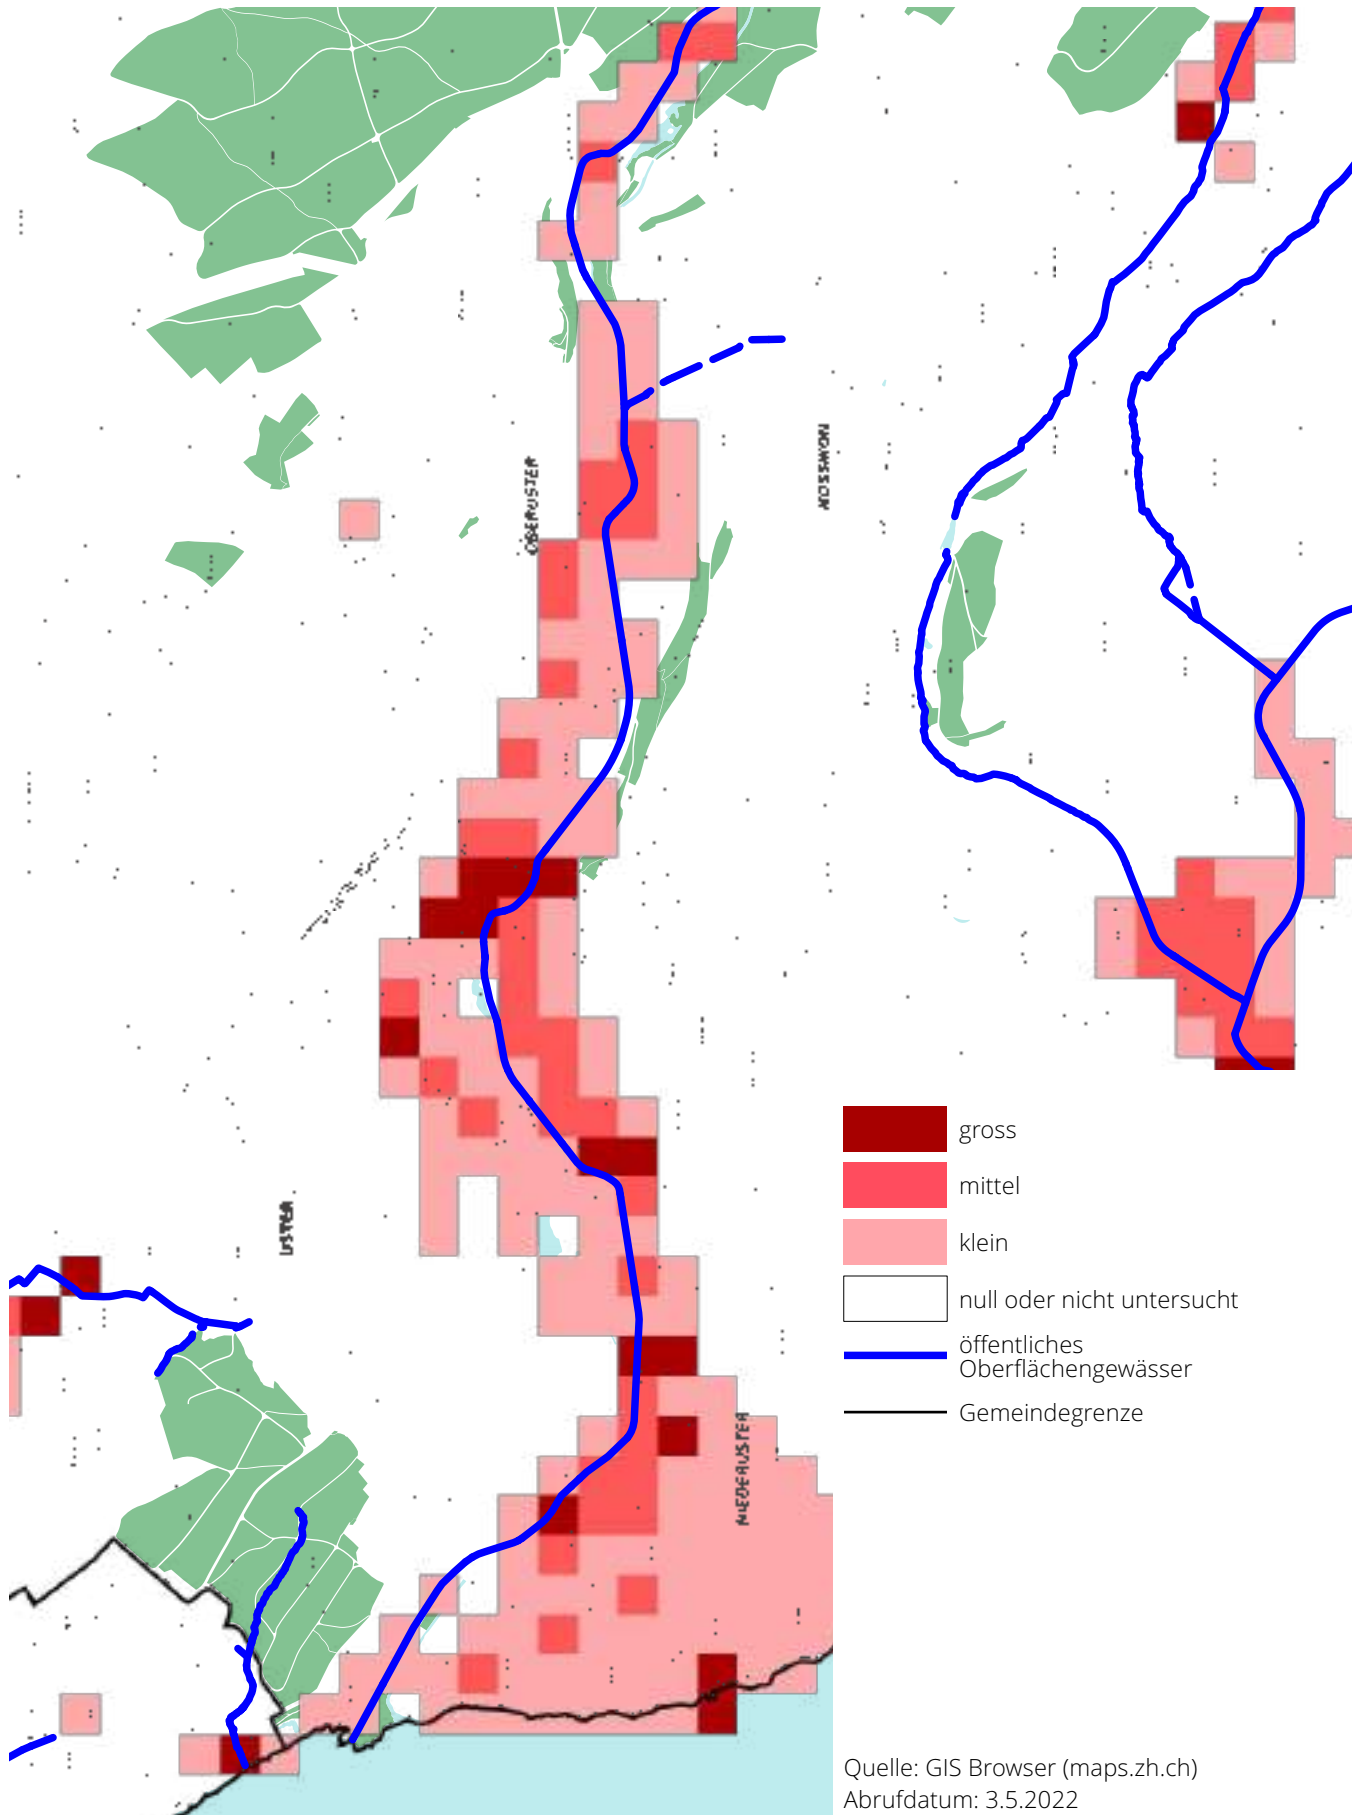 NOSSIKON
OBERUSTER
USTER
NIEDERUSTER
gross
mittel
klein
null oder nicht untersucht
öffentliches
Oberflächengewässer
Gemeindegrenze
Quelle: GIS Browser (maps.zh.ch)
Abrufdatum: 3.5.2022